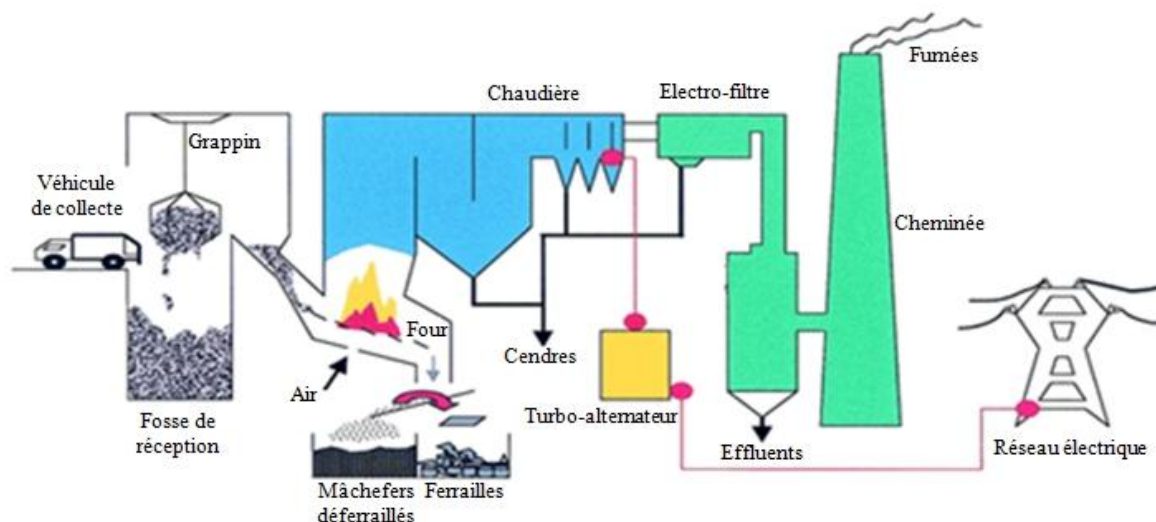 Fumées
Chaudière
Electro-filtre
Grappin
Véhicule
de collecte
Cheminée
Four
Cendres
Air
Turbo-alternateur
Fosse de
réception
Effluents
Réseau électrique
Mâchefers
déferraillés
Ferrailles